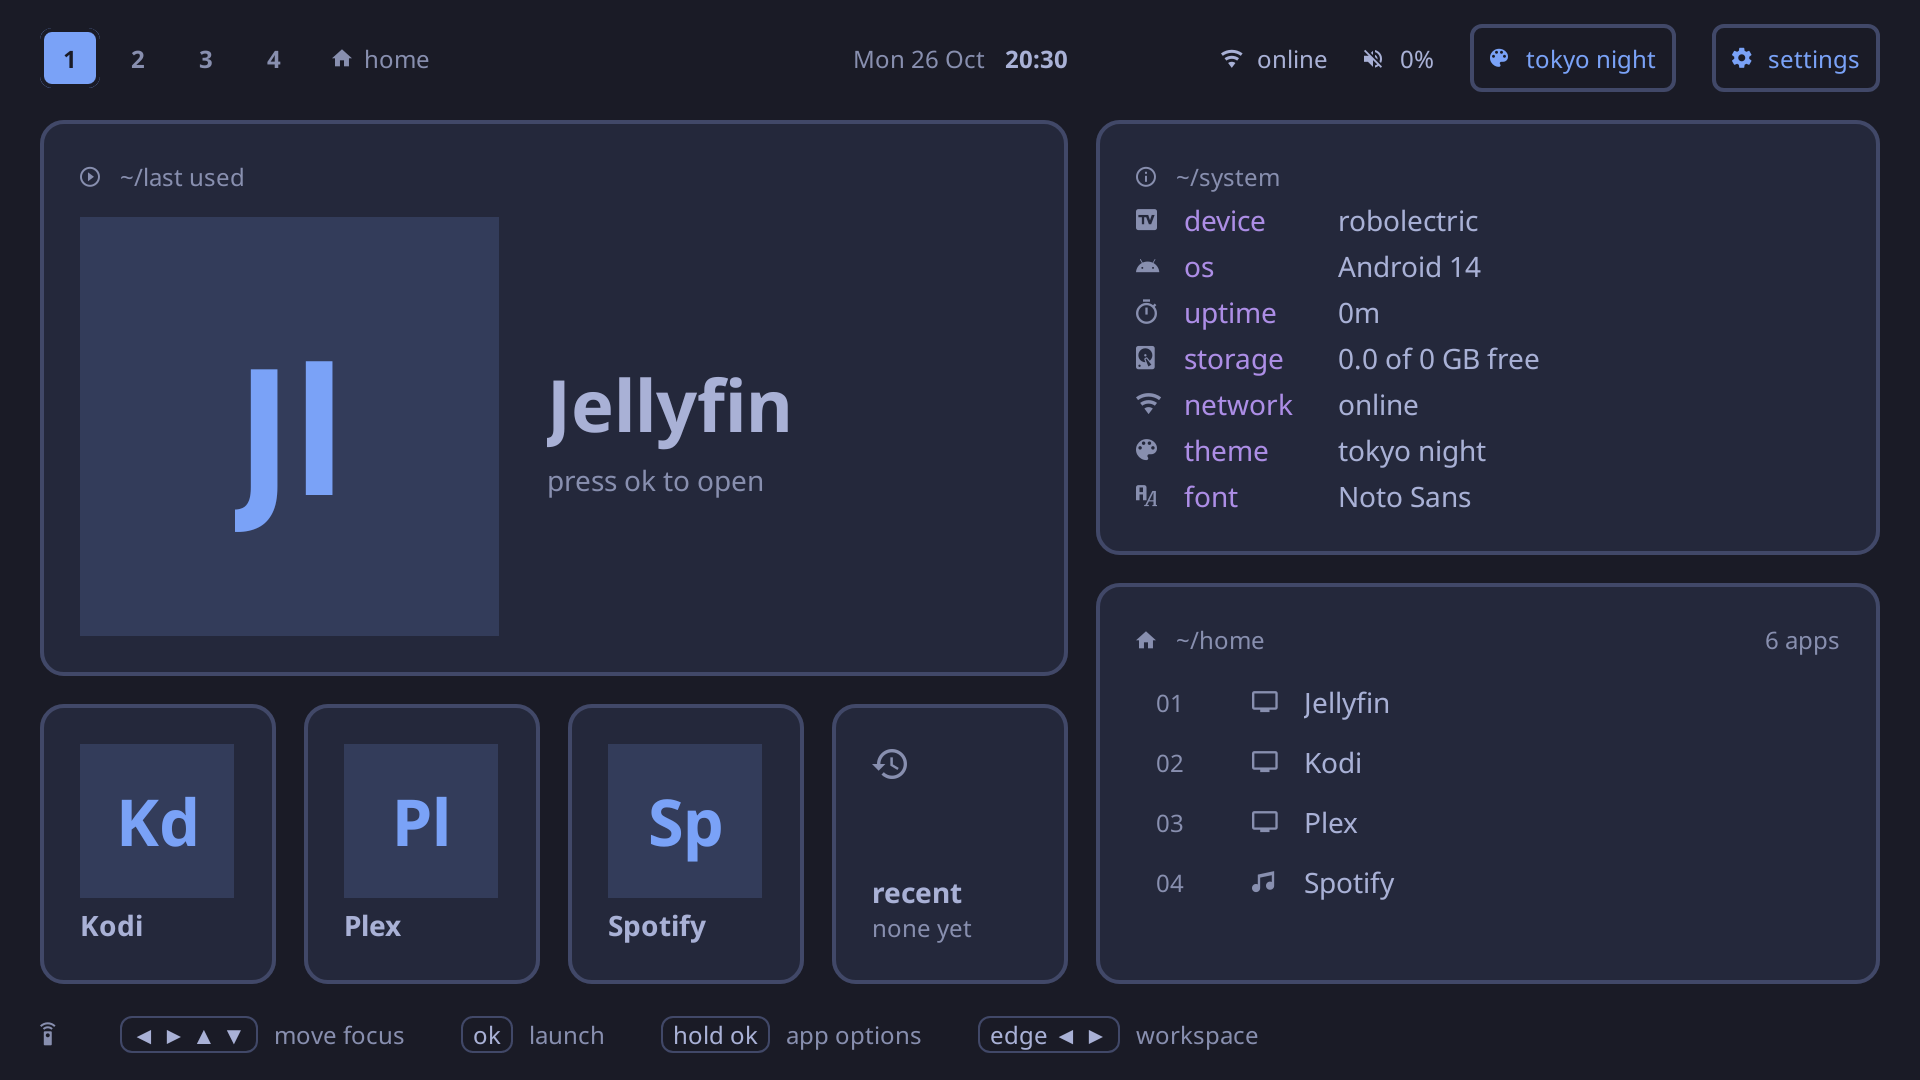 1 2 3 4 home
Mon 26 Oct 20:30
online 0% tokyo night settings
~/last used
Jl
Jellyfin
press ok to open
Kd
Kodi
Pl
Plex
Sp
Spotify
recent
none yet
~/system
device robolectric
os Android 14
uptime 0m
storage 0.0 of 0 GB free
network online
theme tokyo night
font Noto Sans
~/home 6 apps
01 Jellyfin
02 Kodi
03 Plex
04 Spotify
◀ ▶ ▲ ▼ move focus ok launch hold ok app options edge ◀ ▶ workspace